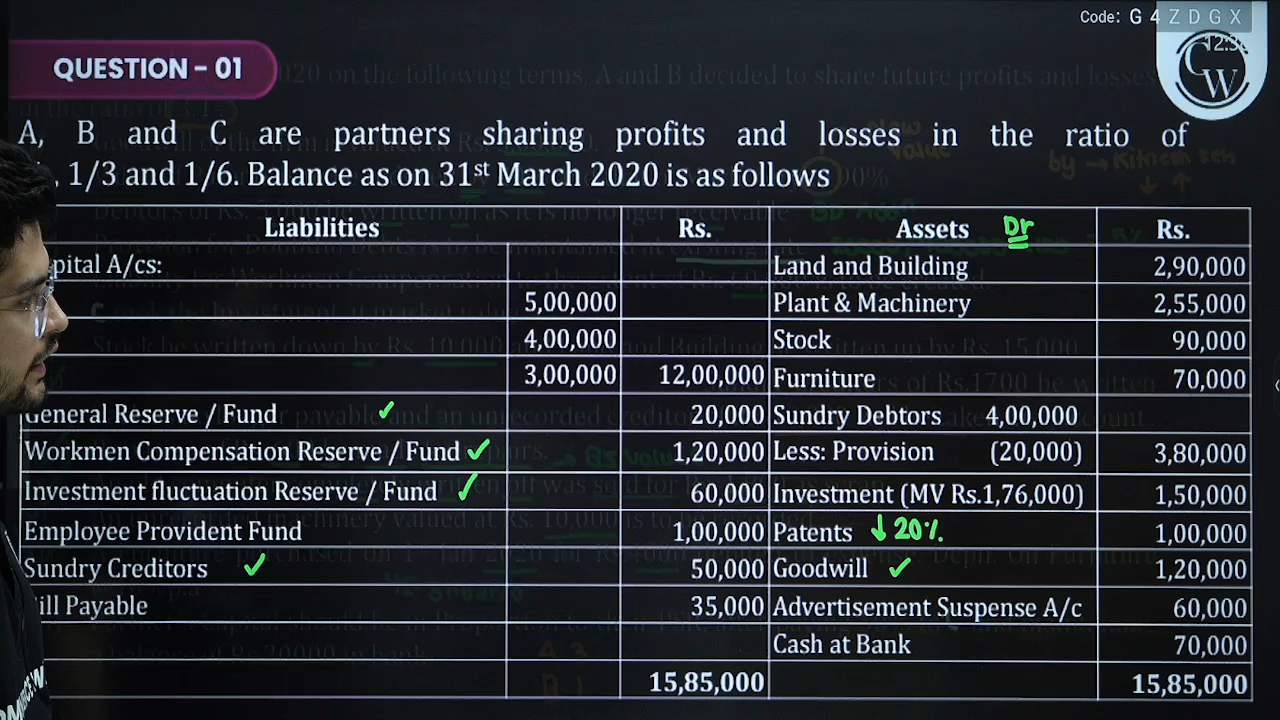 Code: G 4 Z D G X
12:3
QUESTION - 01
CW
A, B and C are partners sharing profits and losses in the ratio of
, 1/3 and 1/6. Balance as on 31st March 2020 is as follows
Liabilities Rs. Assets Dr Rs.
pital A/cs: Land and Building 2,90,000
5,00,000 Plant & Machinery 2,55,000
4,00,000 Stock 90,000
3,00,000 12,00,000 Furniture 70,000
General Reserve / Fund ✓ 20,000 Sundry Debtors 4,00,000
Workmen Compensation Reserve / Fund ✓ 1,20,000 Less: Provision (20,000) 3,80,000
Investment fluctuation Reserve / Fund ✓ 60,000 Investment (MV Rs.1,76,000) 1,50,000
Employee Provident Fund 1,00,000 Patents ↓ 20% 1,00,000
Sundry Creditors ✓ 50,000 Goodwill ✓ 1,20,000
ill Payable 35,000 Advertisement Suspense A/c 60,000
Cash at Bank 70,000
15,85,000 15,85,000